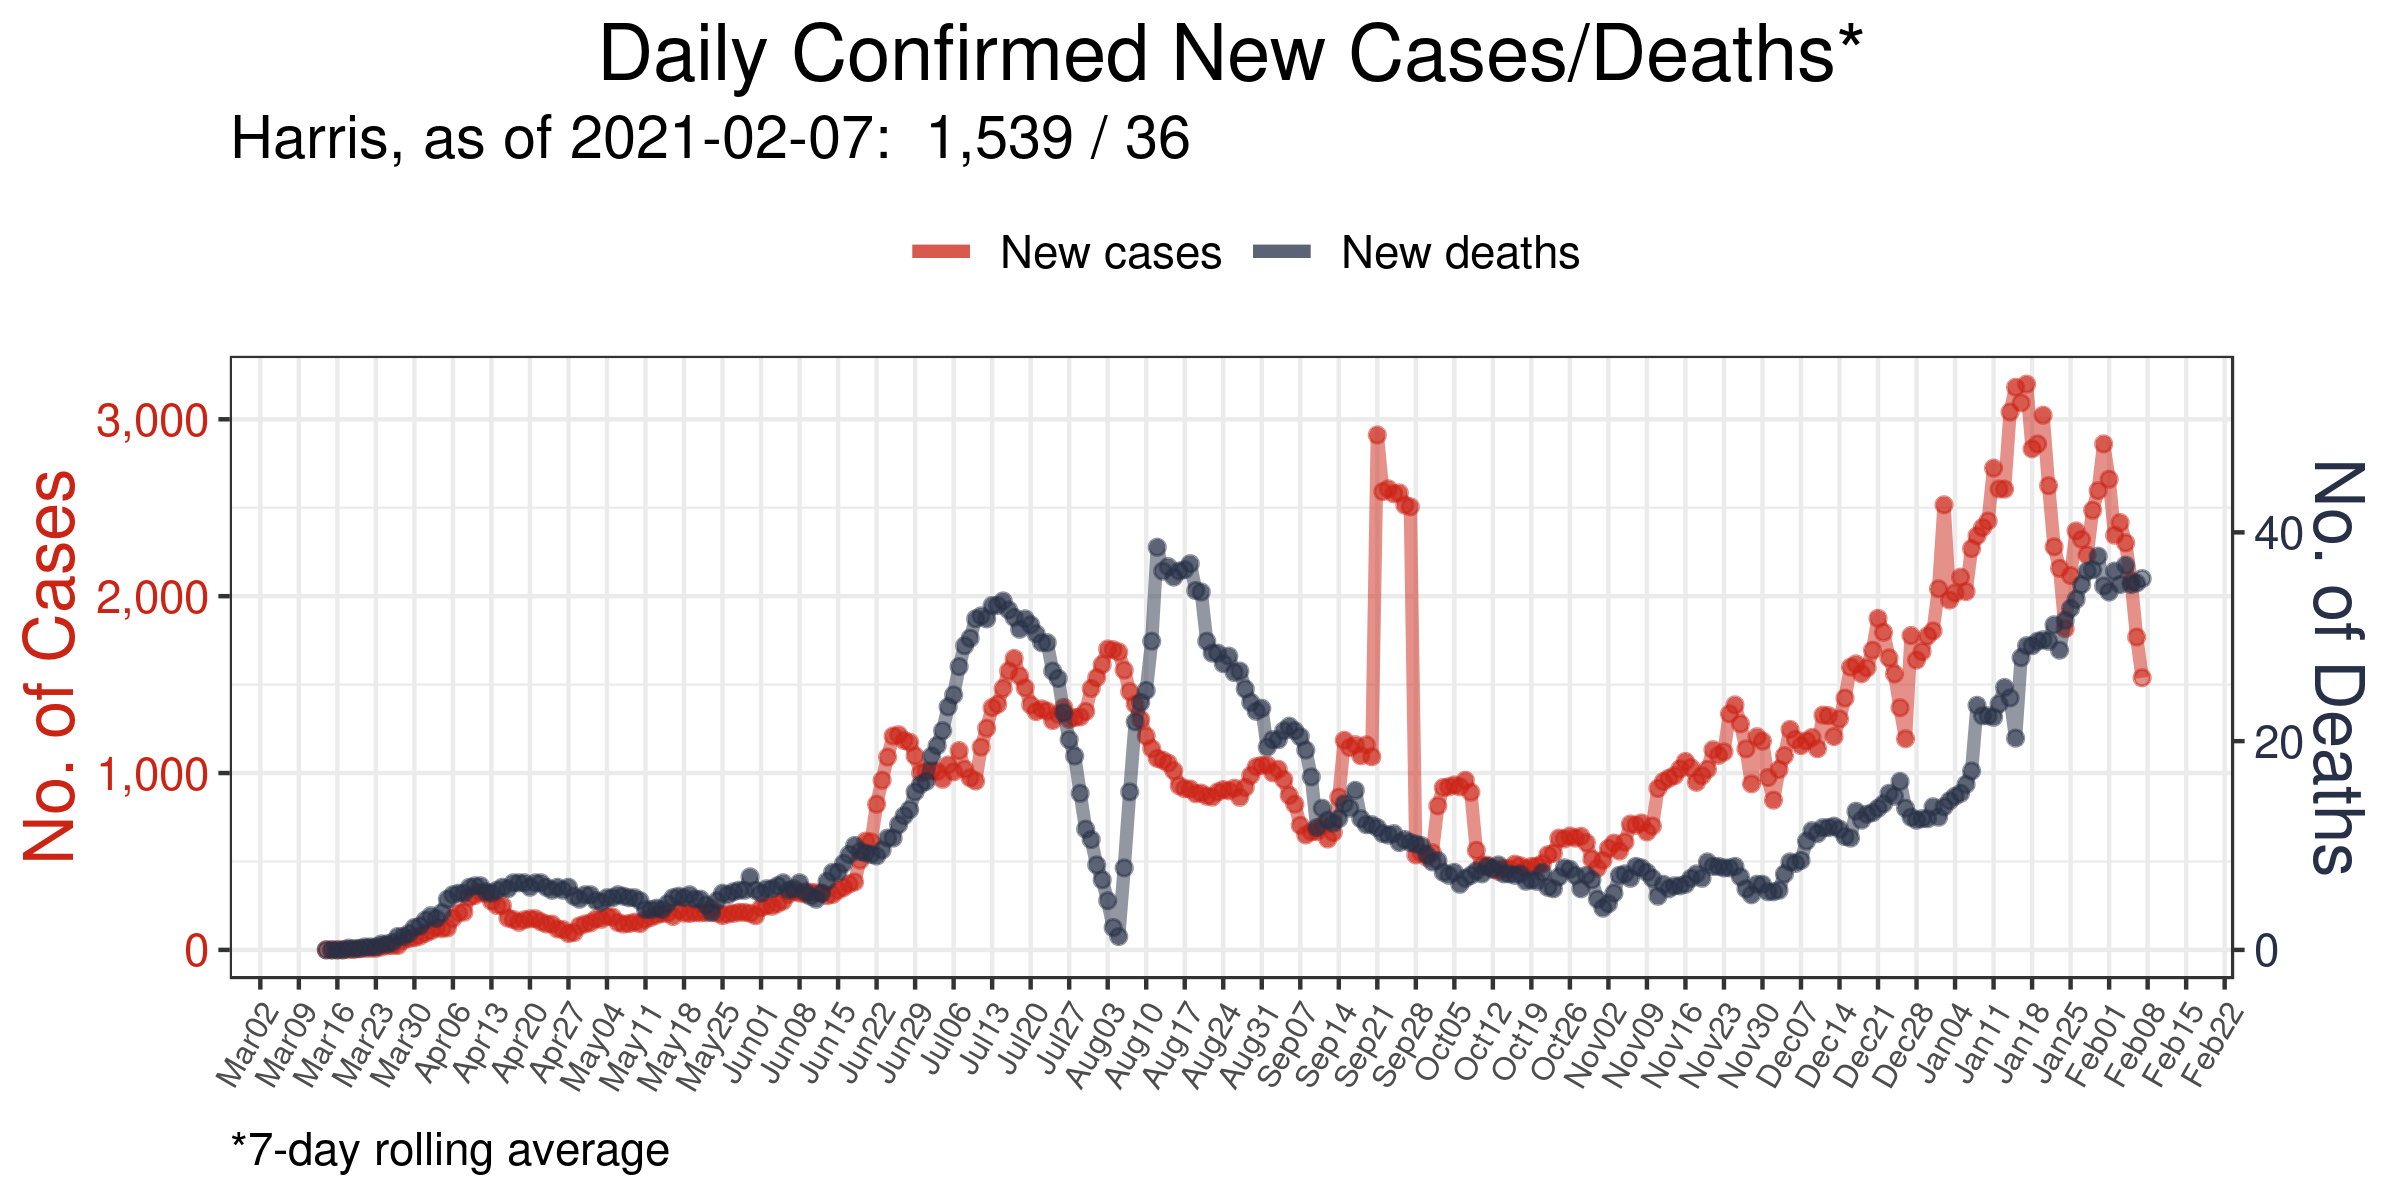 Daily Confirmed New Cases/Deaths*
Harris, as of 2021-02-07: 1,539 / 36
New cases New deaths
No. of Cases
3,000
2,000
1,000
0
40
20
0
No. of Deaths
Mar02 Mar09 Mar16 Mar23 Mar30 Apr06 Apr13 Apr20 Apr27 May04 May11 May18 May25 Jun01 Jun08 Jun15 Jun22 Jun29 Jul06 Jul13 Jul20 Jul27 Aug03 Aug10 Aug17 Aug24 Aug31 Sep07 Sep14 Sep21 Sep28 Oct05 Oct12 Oct19 Oct26 Nov02 Nov09 Nov16 Nov23 Nov30 Dec07 Dec14 Dec21 Dec28 Jan04 Jan11 Jan18 Jan25 Feb01 Feb08 Feb15 Feb22
*7-day rolling average